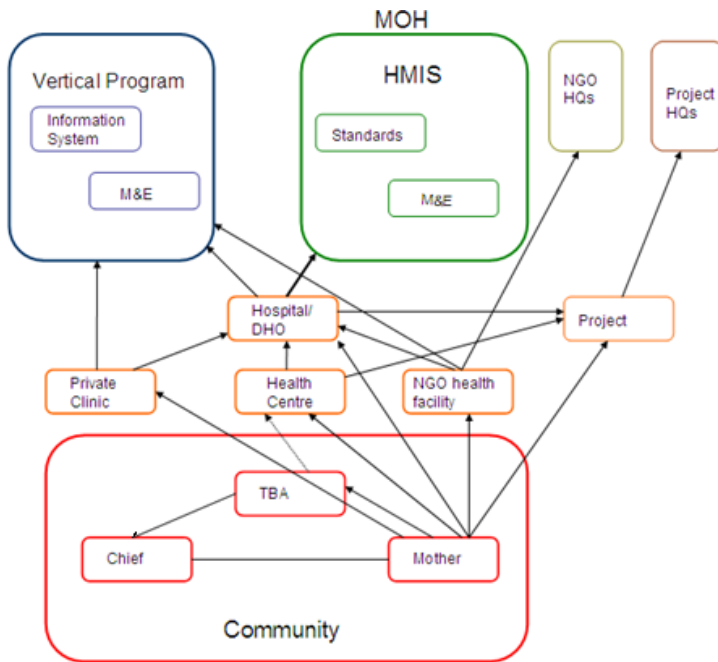 MOH
Vertical Program
Information
System
M&E
HMIS
Standards
M&E
NGO
HQs
Project
HQs
Hospital/
DHO
Project
Private
Clinic
Health
Centre
NGO health
facility
TBA
Chief
Mother
Community